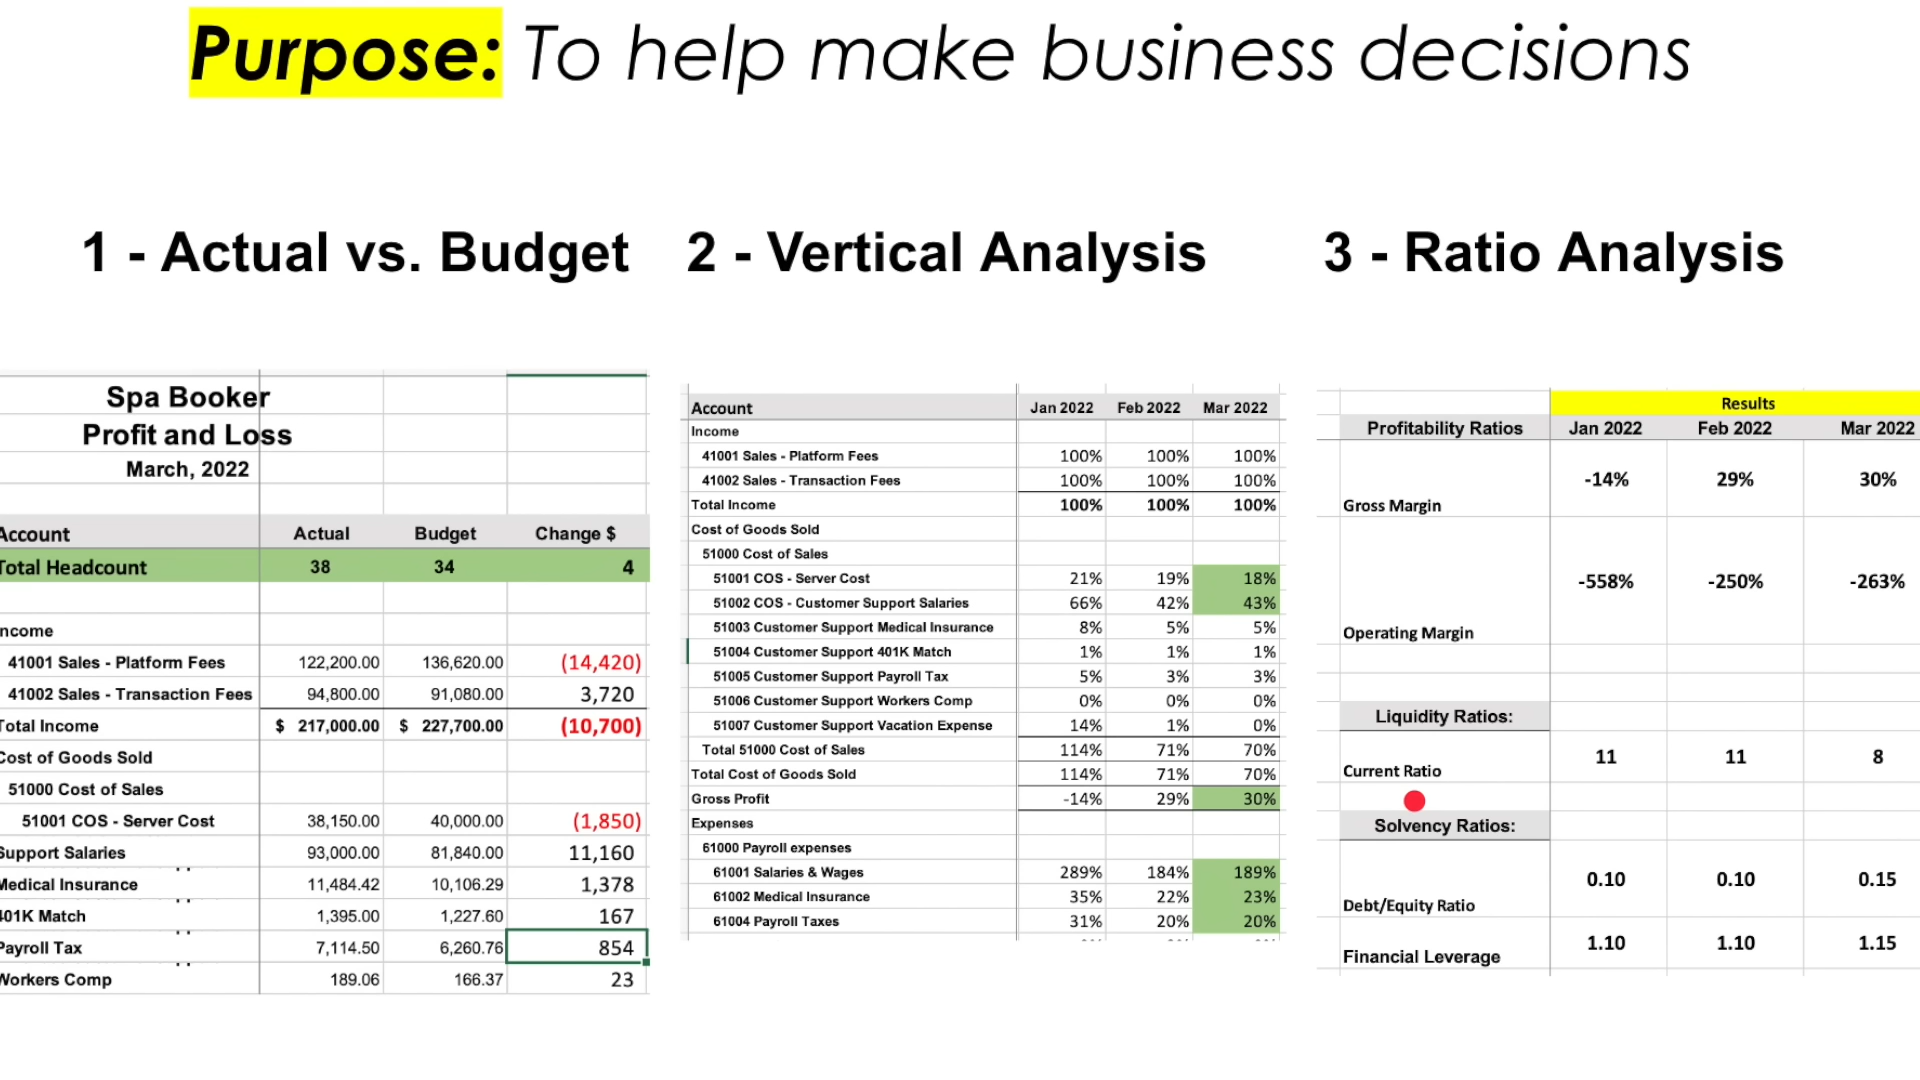 Purpose: To help make business decisions
1 - Actual vs. Budget
2 - Vertical Analysis
3 - Ratio Analysis
Spa Booker
Profit and Loss
March, 2022
Account Actual Budget Change $
Total Headcount 38 34 4
ncome
41001 Sales - Platform Fees 122,200.00 136,620.00 (14,420)
41002 Sales - Transaction Fees 94,800.00 91,080.00 3,720
Total Income $ 217,000.00 $ 227,700.00 (10,700)
Cost of Goods Sold
51000 Cost of Sales
51001 COS - Server Cost 38,150.00 40,000.00 (1,850)
Support Salaries 93,000.00 81,840.00 11,160
Medical Insurance 11,484.42 10,106.29 1,378
401K Match 1,395.00 1,227.60 167
Payroll Tax 7,114.50 6,260.76 854
Workers Comp 189.06 166.37 23
Account Jan 2022 Feb 2022 Mar 2022
Income
41001 Sales - Platform Fees 100% 100% 100%
41002 Sales - Transaction Fees 100% 100% 100%
Total Income 100% 100% 100%
Cost of Goods Sold
51000 Cost of Sales
51001 COS - Server Cost 21% 19% 18%
51002 COS - Customer Support Salaries 66% 42% 43%
51003 Customer Support Medical Insurance 8% 5% 5%
51004 Customer Support 401K Match 1% 1% 1%
51005 Customer Support Payroll Tax 5% 3% 3%
51006 Customer Support Workers Comp 0% 0% 0%
51007 Customer Support Vacation Expense 14% 1% 0%
Total 51000 Cost of Sales 114% 71% 70%
Total Cost of Goods Sold 114% 71% 70%
Gross Profit -14% 29% 30%
Expenses
61000 Payroll expenses
61001 Salaries & Wages 289% 184% 189%
61002 Medical Insurance 35% 22% 23%
61004 Payroll Taxes 31% 20% 20%
Results
Profitability Ratios Jan 2022 Feb 2022 Mar 2022
Gross Margin -14% 29% 30%
Operating Margin -558% -250% -263%
Liquidity Ratios:
Current Ratio 11 11 8
Solvency Ratios:
Debt/Equity Ratio 0.10 0.10 0.15
Financial Leverage 1.10 1.10 1.15